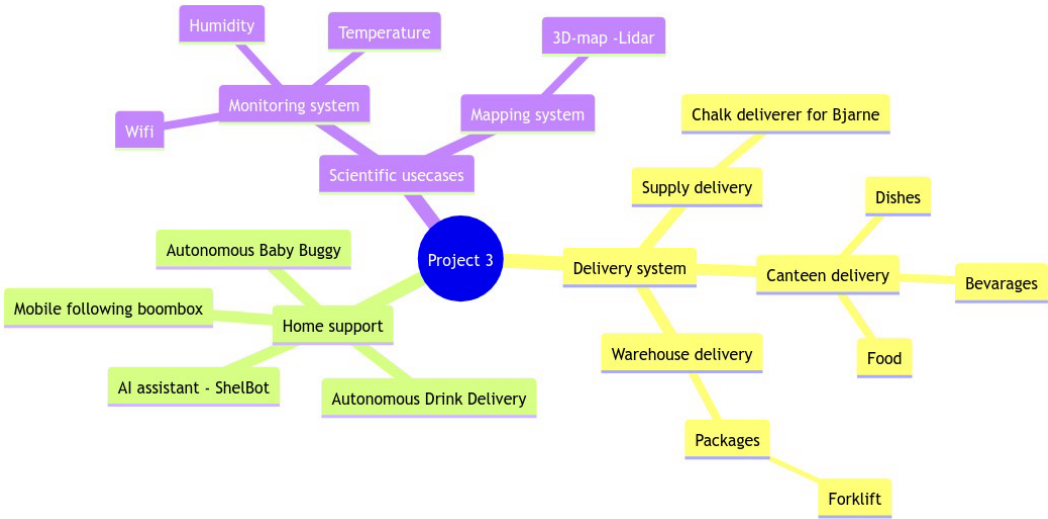 Humidity
Temperature
3D-map -Lidar
Monitoring system
Mapping system
Wifi
Scientific usecases
Chalk deliverer for Bjarne
Supply delivery
Dishes
Project 3
Delivery system
Canteen delivery
Bevarages
Food
Warehouse delivery
Packages
Forklift
Autonomous Baby Buggy
Mobile following boombox
Home support
AI assistant - ShelBot
Autonomous Drink Delivery